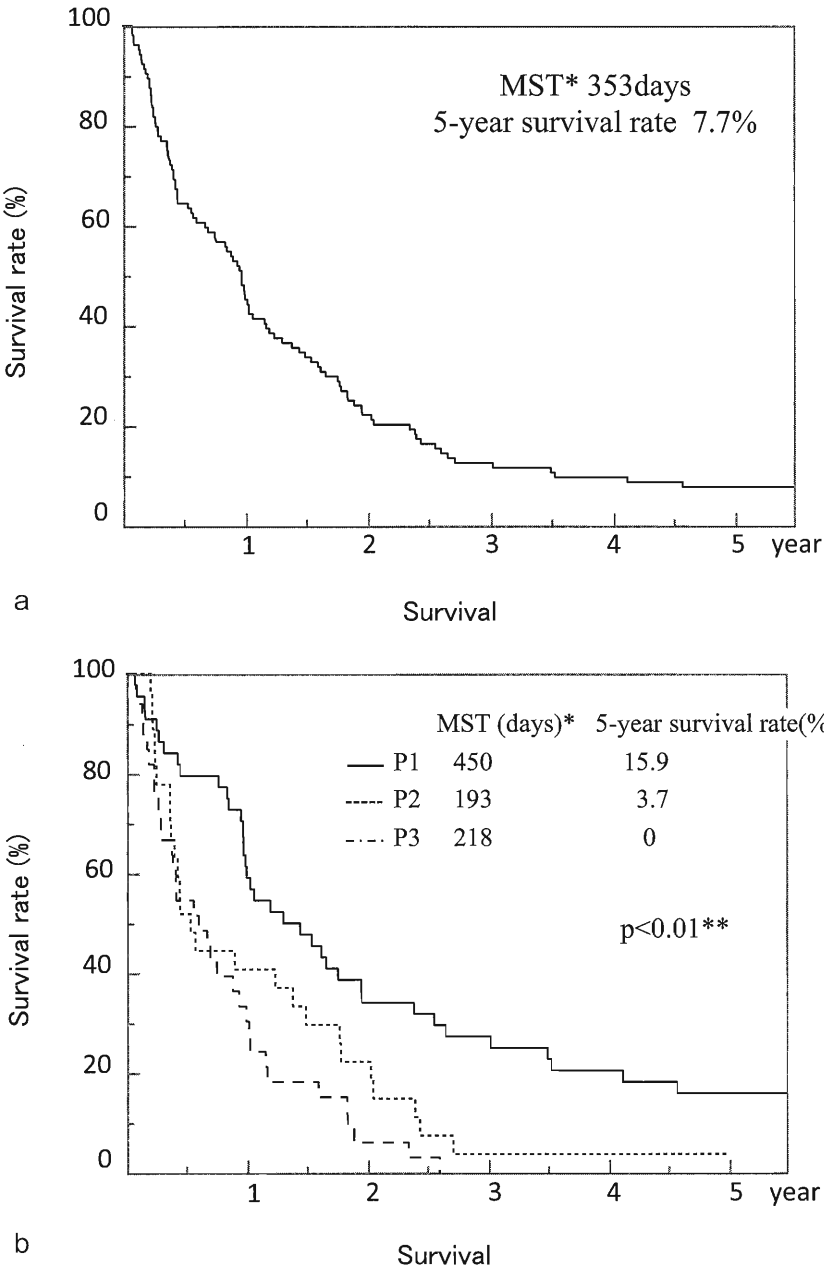 100
80
60
40
20
0
Survival rate (%)
MST* 353days
5-year survival rate 7.7%
1 2 3 4 5 year
Survival
a
100
80
60
40
20
0
Survival rate (%)
MST (days)* 5-year survival rate(%
P1 450 15.9
P2 193 3.7
P3 218 0
p<0.01**
1 2 3 4 5 year
Survival
b